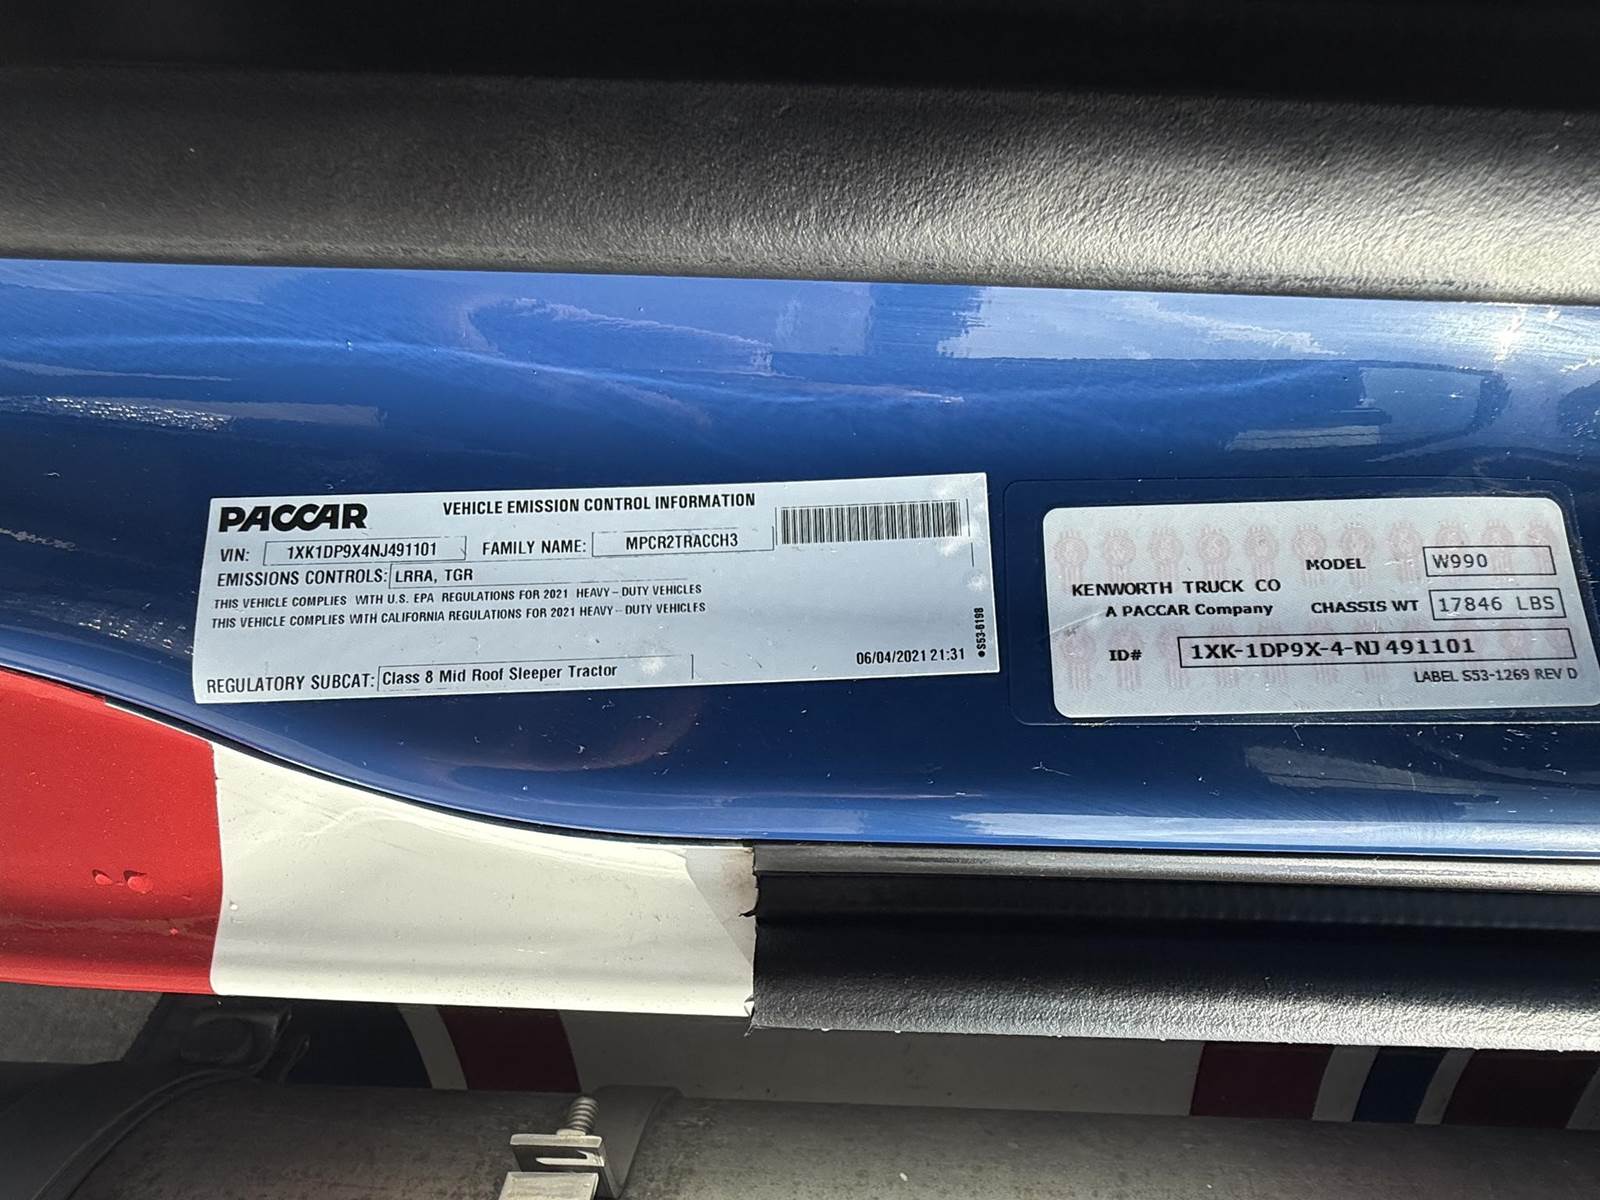 PACCAR
VEHICLE EMISSION CONTROL INFORMATION
VIN: 1XK1DP9X4NJ491101 FAMILY NAME: MPCR2TRACCH3
EMISSIONS CONTROLS: LRRA, TGR
THIS VEHICLE COMPLIES WITH U.S. EPA REGULATIONS FOR 2021 HEAVY-DUTY VEHICLES
THIS VEHICLE COMPLIES WITH CALIFORNIA REGULATIONS FOR 2021 HEAVY-DUTY VEHICLES
REGULATORY SUBCAT: Class 8 Mid Roof Sleeper Tractor
06/04/2021 21:31
●S53-6198
KENWORTH TRUCK CO
A PACCAR Company
MODEL W990
CHASSIS WT 17846 LBS
ID# 1XK-1DP9X-4-NJ491101
LABEL S53-1269 REV D